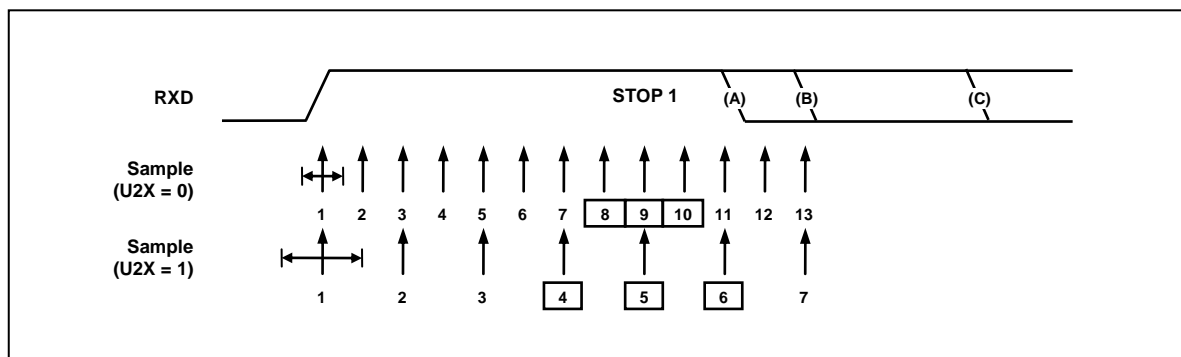 RXD STOP 1 (A) (B) (C)
Sample
(U2X = 0)
1 2 3 4 5 6 7 8 9 10 11 12 13
Sample
(U2X = 1)
1 2 3 4 5 6 7